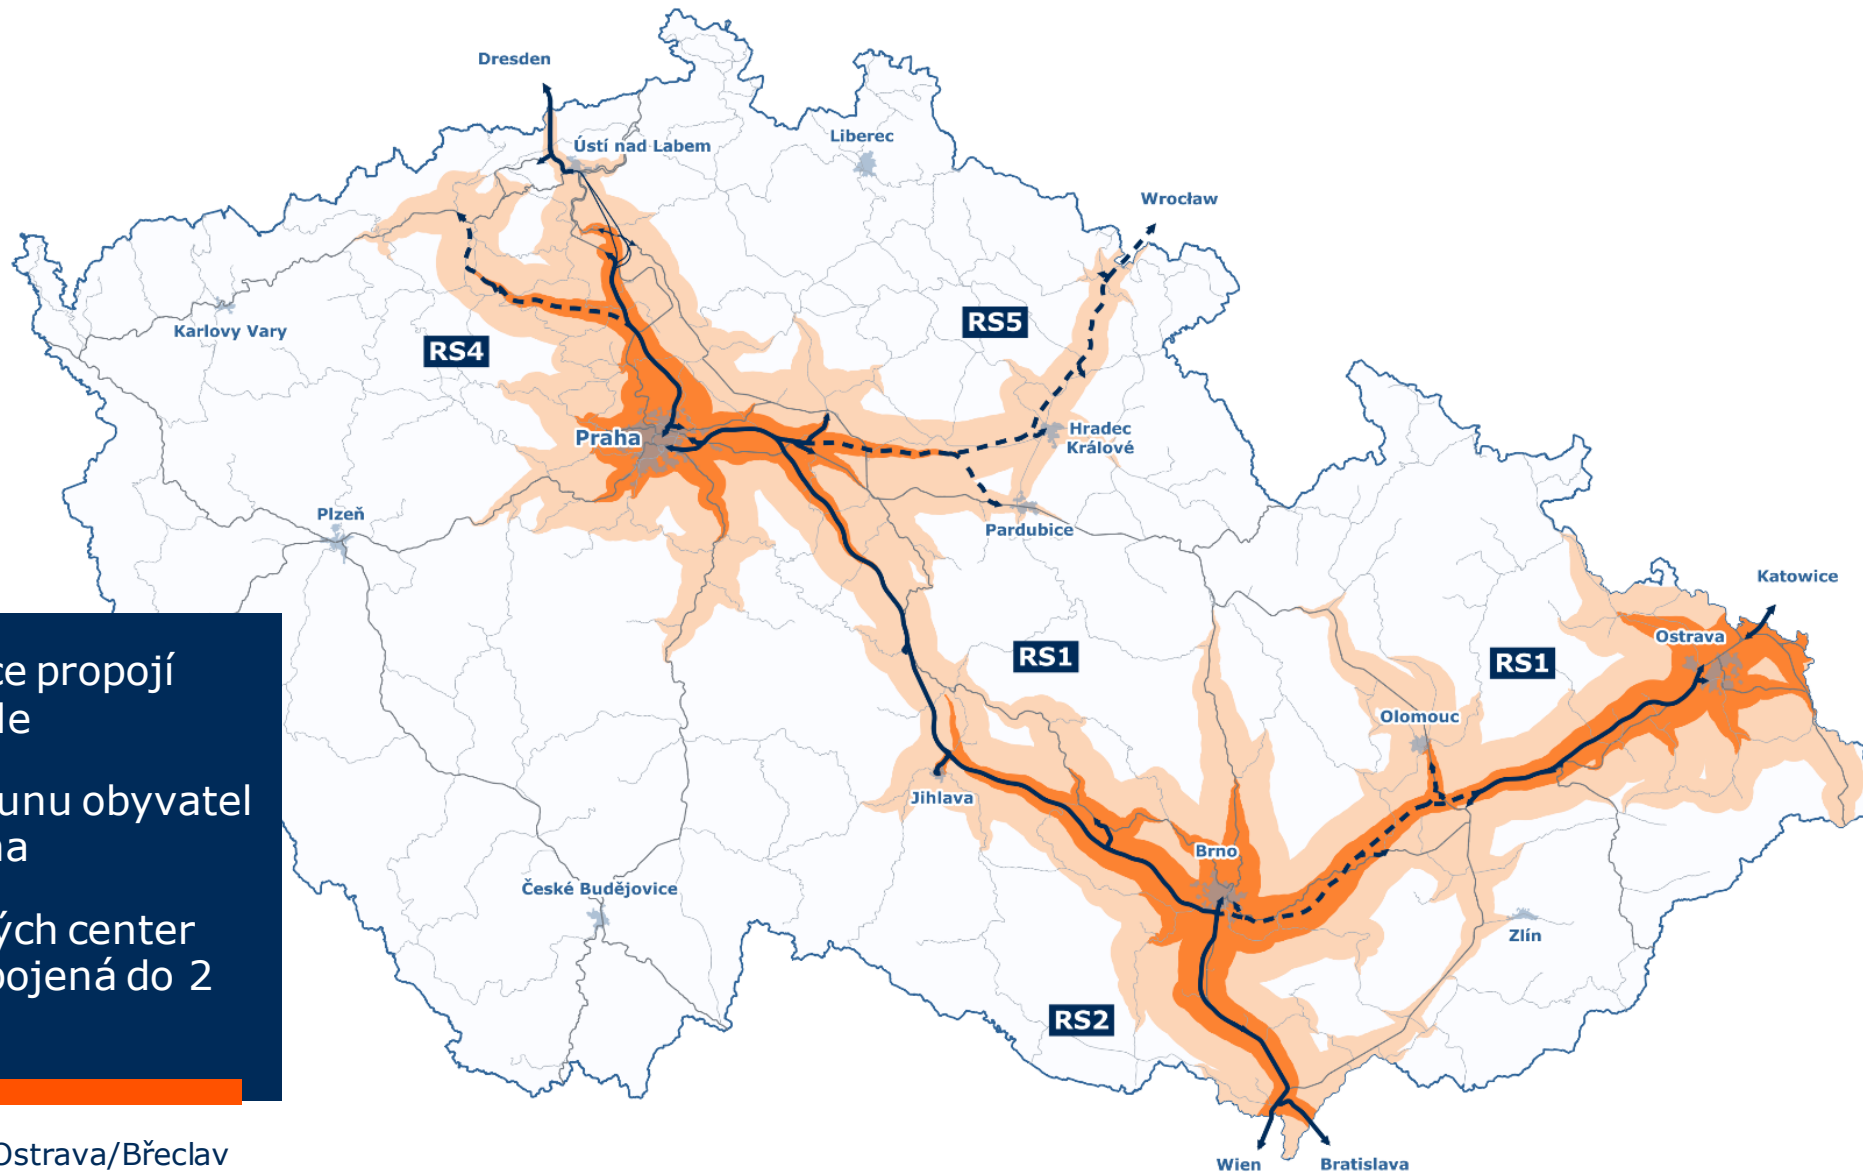 Dresden
Ústí nad Labem
Liberec
Wrocław
Karlovy Vary
RS4
RS5
Praha
Hradec
Králové
Plzeň
Pardubice
Katowice
Ostrava
RS1
RS1
Olomouc
Jihlava
Brno
České Budějovice
Zlín
RS2
Wien
Bratislava
ce propojí
le
unu obyvatel
na
ých center
pojená do 2
Ostrava/Břeclav